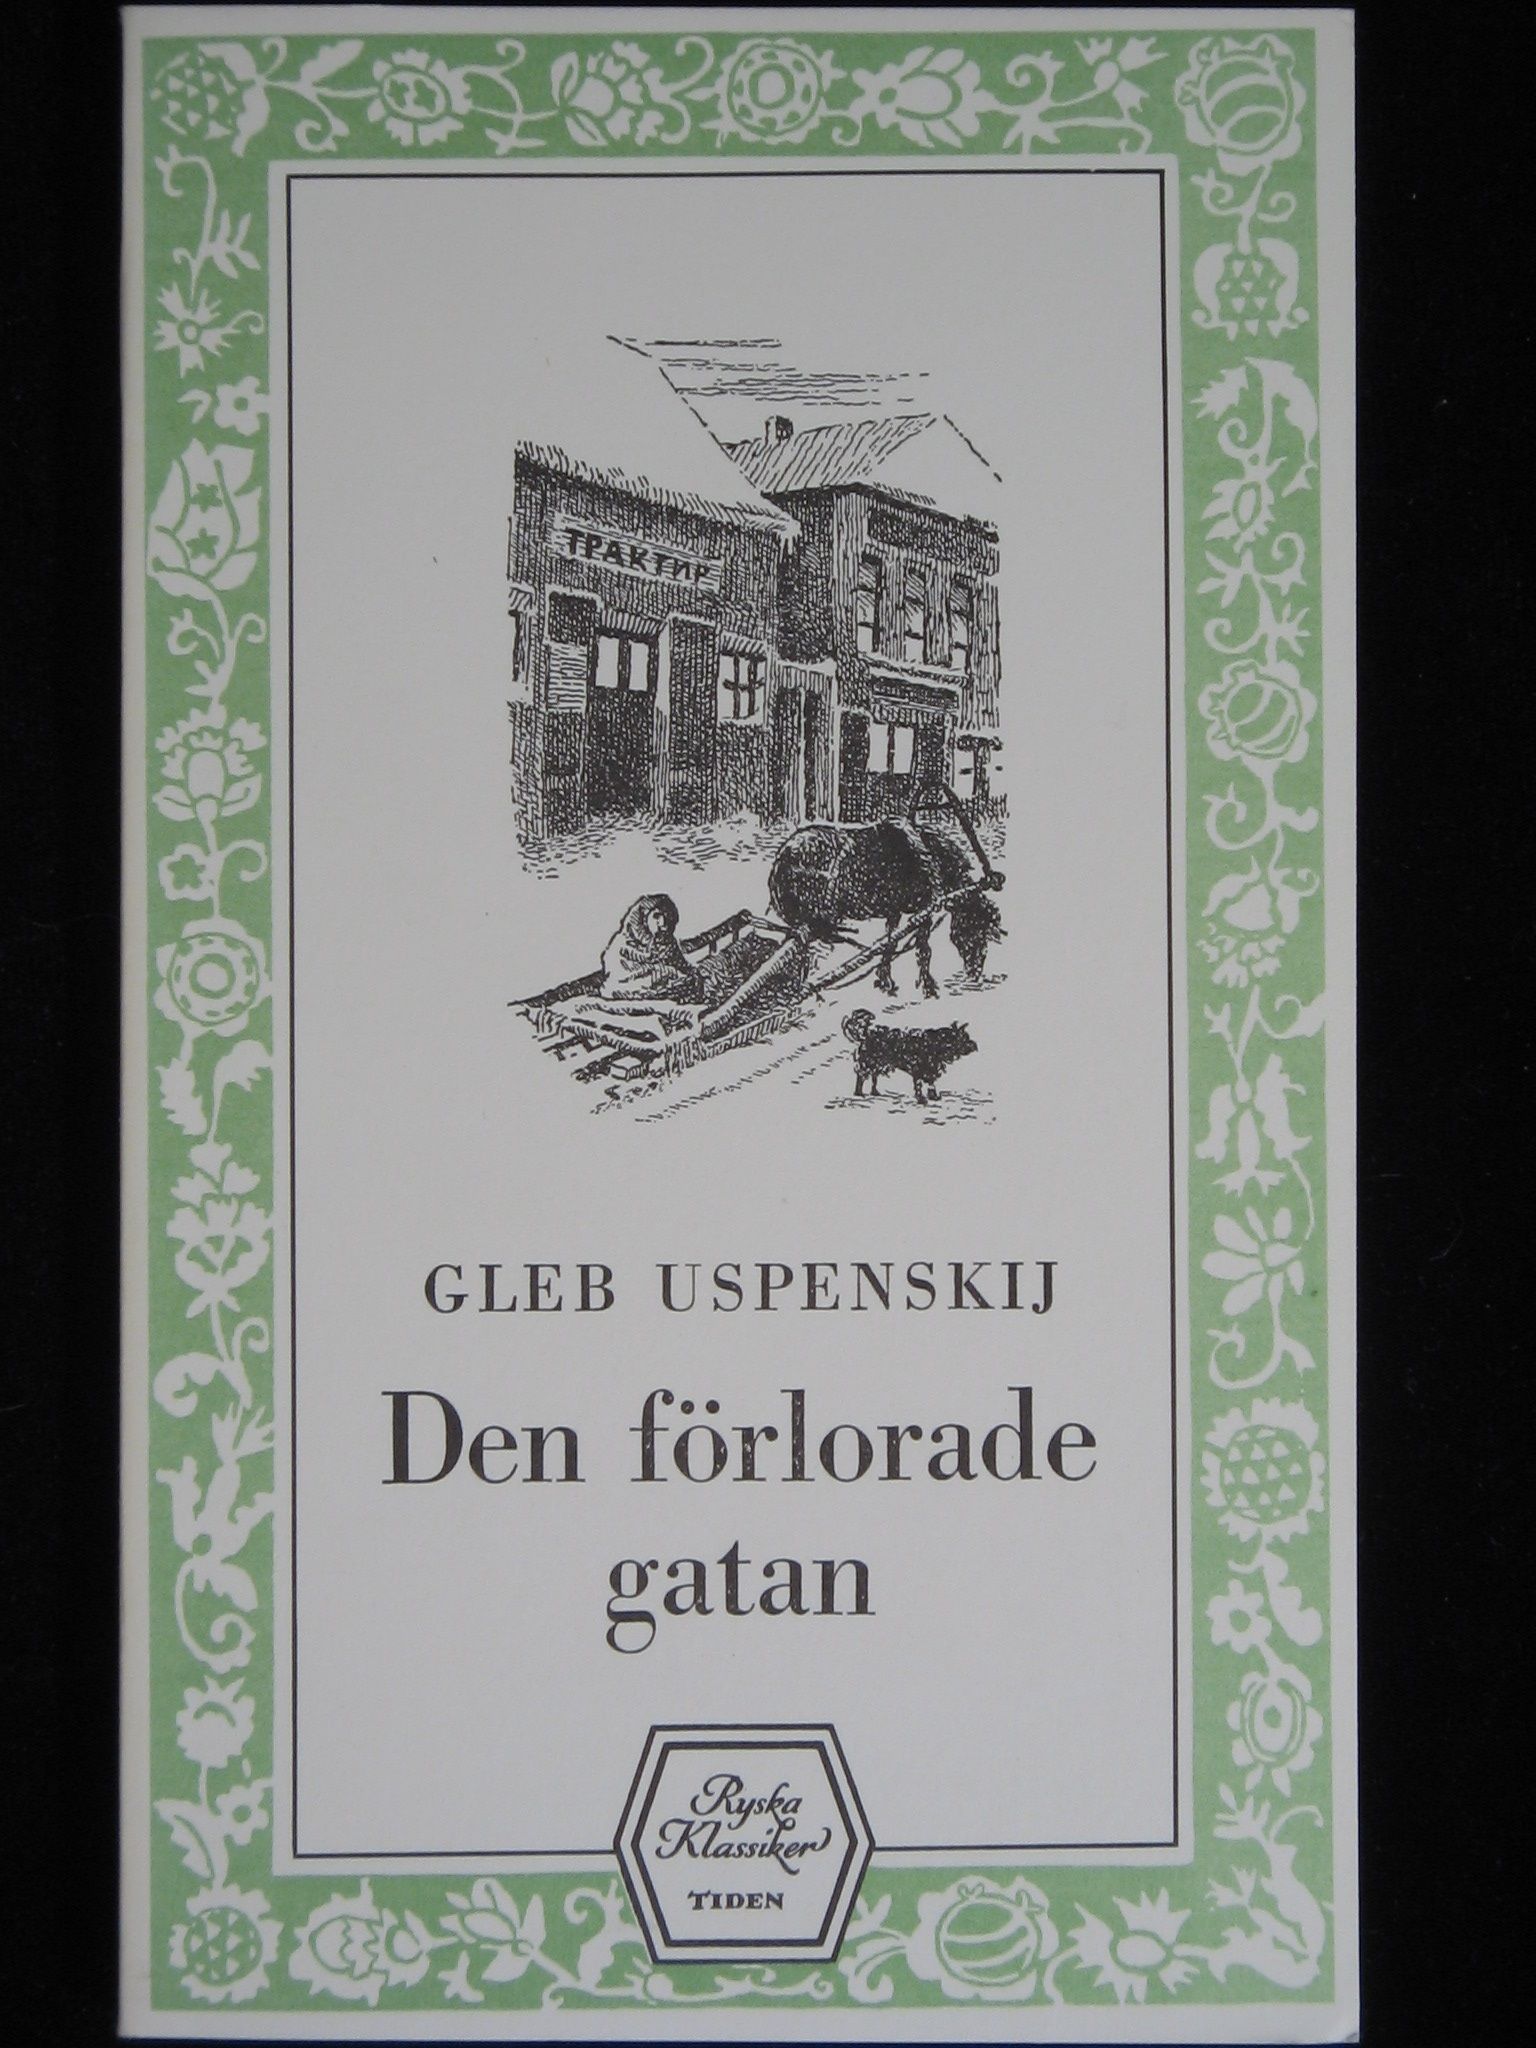 ТРАКТИР
GLEB USPENSKIJ
Den förlorade
gatan
Ryska
Klassiker
TIDEN